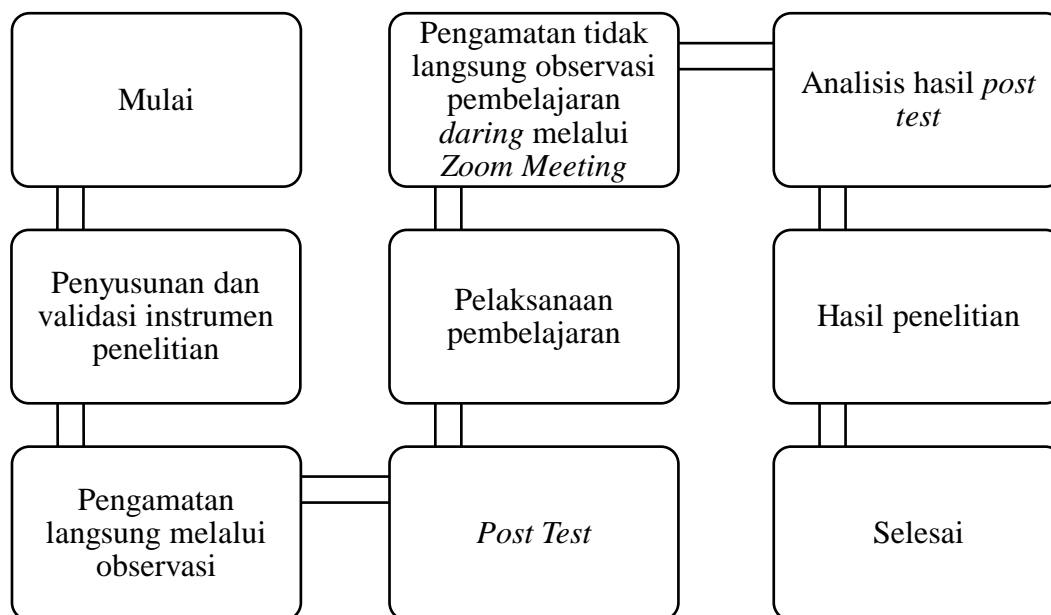 Mulai
Penyusunan dan
validasi instrumen
penelitian
Pengamatan
langsung melalui
observasi
Post Test
Pelaksanaan
pembelajaran
Pengamatan tidak
langsung observasi
pembelajaran
daring melalui
Zoom Meeting
Analisis hasil post
test
Hasil penelitian
Selesai